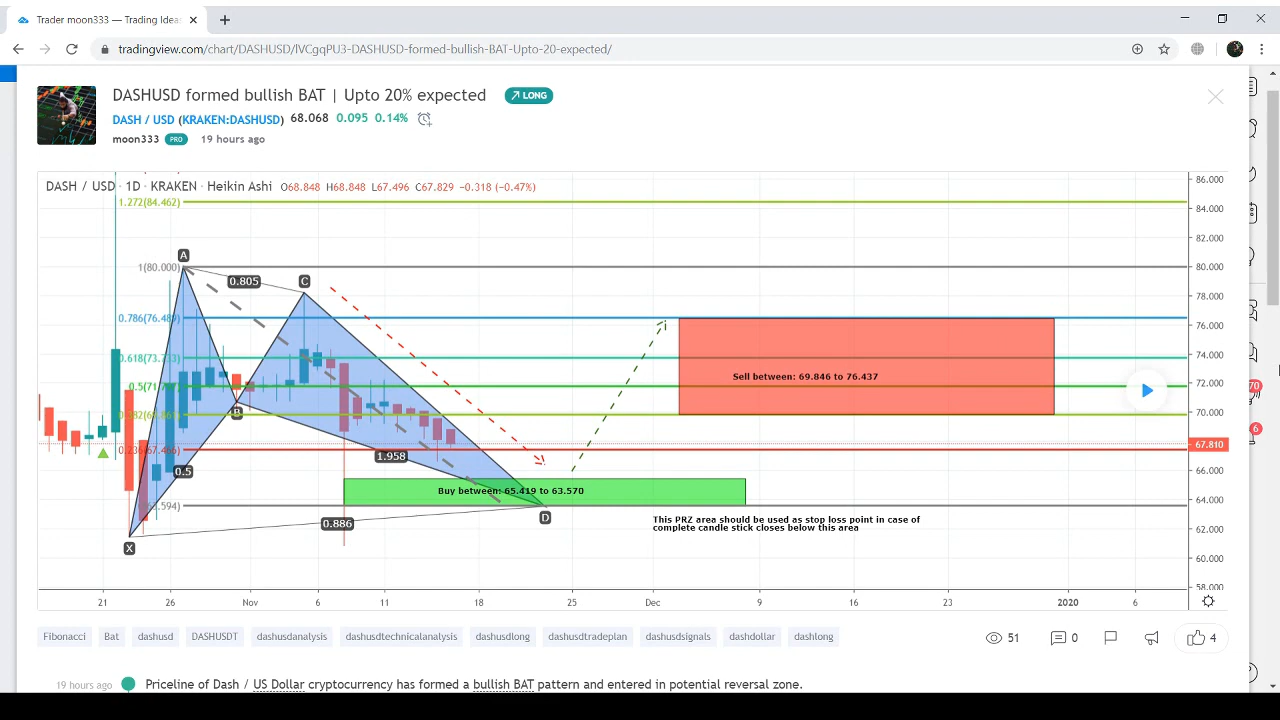 Trader moon333 — Trading Idea
tradingview.com/chart/DASHUSD/lVCgqPU3-DASHUSD-formed-bullish-BAT-Upto-20-expected/
DASHUSD formed bullish BAT | Upto 20% expected
LONG
DASH / USD (KRAKEN:DASHUSD) 68.068 0.095 0.14%
moon333 PRO 19 hours ago
DASH / USD · 1D · KRAKEN · Heikin Ashi O68.848 H68.848 L67.496 C67.829 −0.318 (−0.47%)
86.000
1.272(84.462)
84.000
82.000
A
1(80.000)
80.000
0.805
C
78.000
0.786(76.489)
76.000
0.618(73.733)
74.000
Sell between: 69.846 to 76.437
0.5
72.000
B
70.000
70
6
67.810
1.958
66.000
0.5
Buy between: 65.419 to 63.570
64.000
D
0.886
This PRZ area should be used as stop loss point in case of
complete candle stick closes below this area
62.000
X
60.000
58.000
21 26 Nov 6 18 25 Dec 9 16 23 2020 6
Fibonacci Bat dashusd DASHUSDT dashusdanalysis dashusdtechnicalanalysis dashusdlong dashusdtradeplan dashusdsignals dashdollar dashlong
51 0 4
19 hours ago Priceline of Dash / US Dollar cryptocurrency has formed a bullish BAT pattern and entered in potential reversal zone.